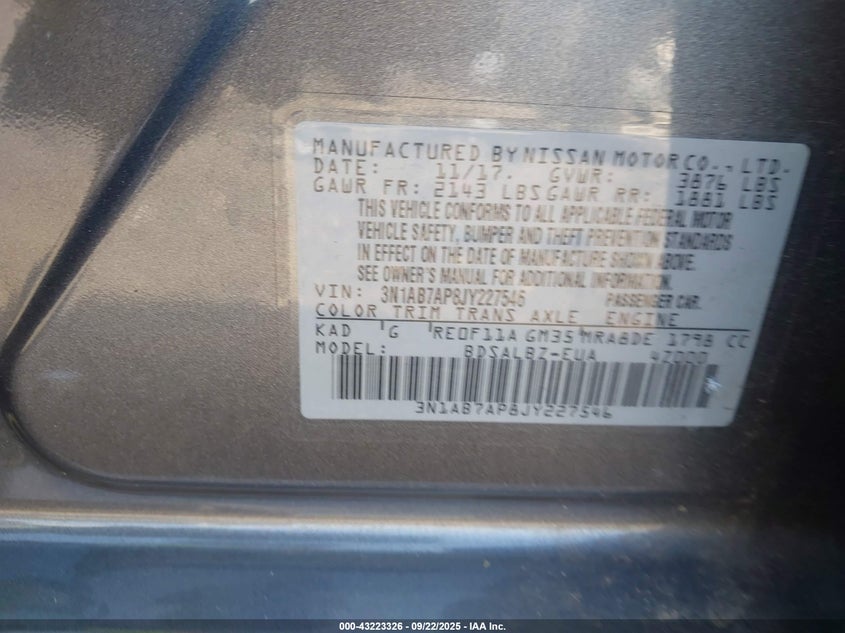 MANUFACTURED BY NISSAN MOTOR CO., LTD.
DATE: 11/17. GVWR: 3876 LBS
GAWR FR: 2143 LBS GAWR RR: 1881 LBS
THIS VEHICLE CONFORMS TO ALL APPLICABLE FEDERAL MOTOR
VEHICLE SAFETY, BUMPER AND THEFT PREVENTION STANDARDS
IN EFFECT ON THE DATE OF MANUFACTURE SHOWN ABOVE.
SEE OWNER'S MANUAL FOR ADDITIONAL INFORMATION.
VIN: 3N1AB7AP8JY227546 PASSENGER CAR.
COLOR TRIM TRANS AXLE ENGINE
KAD G RE0F11A GM35 MRA8DE 1798 CC
MODEL: BDSALBZ-EUA 4Z000
3N1AB7AP8JY227546
000-43223326 - 09/22/2025 - IAA Inc.